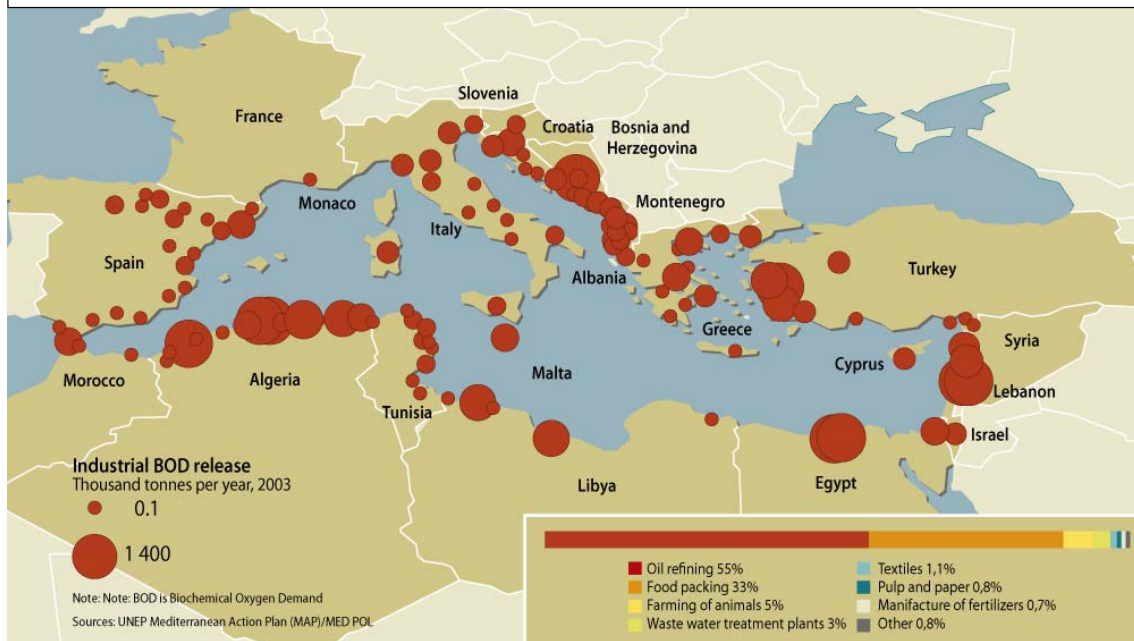 Slovenia
France
Croatia
Bosnia and
Herzegovina
Monaco
Montenegro
Italy
Spain
Albania
Turkey
Greece
Cyprus
Syria
Malta
Morocco
Algeria
Lebanon
Tunisia
Israel
Libya
Egypt
Industrial BOD release
Thousand tonnes per year, 2003
0.1
1 400
Note: Note: BOD is Biochemical Oxygen Demand
Sources: UNEP Mediterranean Action Plan (MAP)/MED POL
Oil refining 55%
Food packing 33%
Farming of animals 5%
Waste water treatment plants 3%
Textiles 1,1%
Pulp and paper 0,8%
Manifacture of fertilizers 0,7%
Other 0,8%